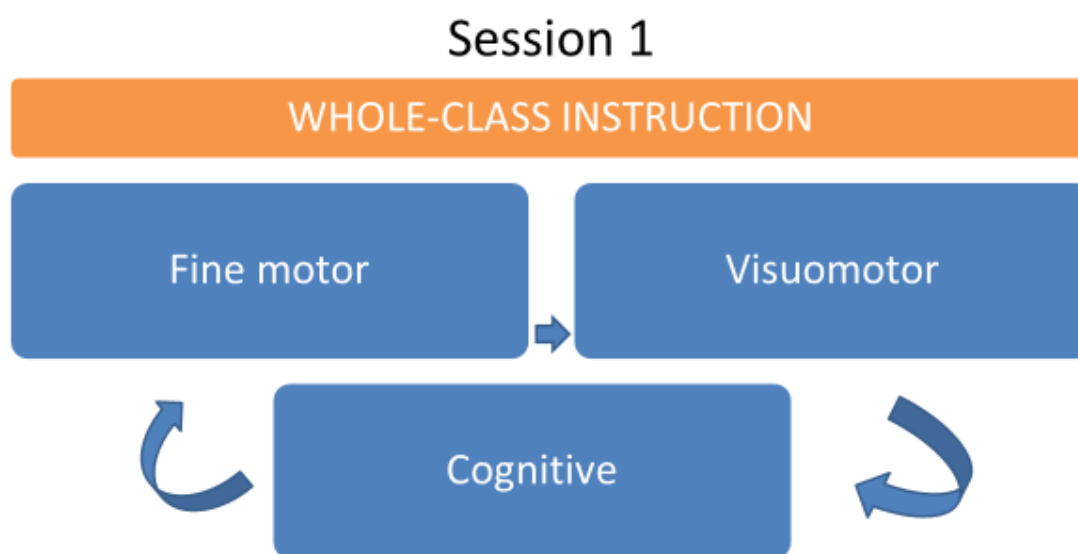 Session 1
WHOLE-CLASS INSTRUCTION
Fine motor
Visuomotor
Cognitive